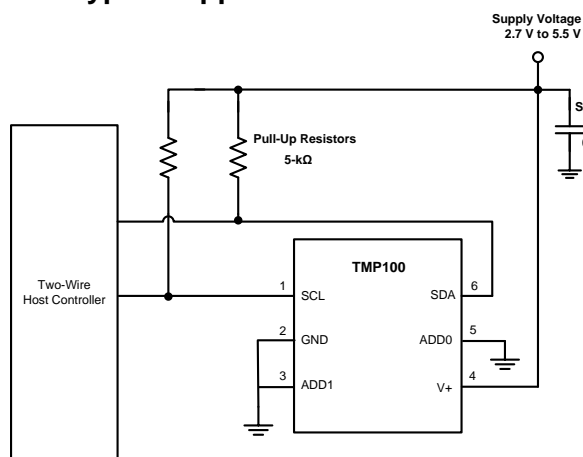 Supply Voltage
2.7 V to 5.5 V
S
Pull-Up Resistors
5-kΩ
Two-Wire
Host Controller
TMP100
1
SCL
SDA
6
2
GND
ADD0
5
3
ADD1
V+
4